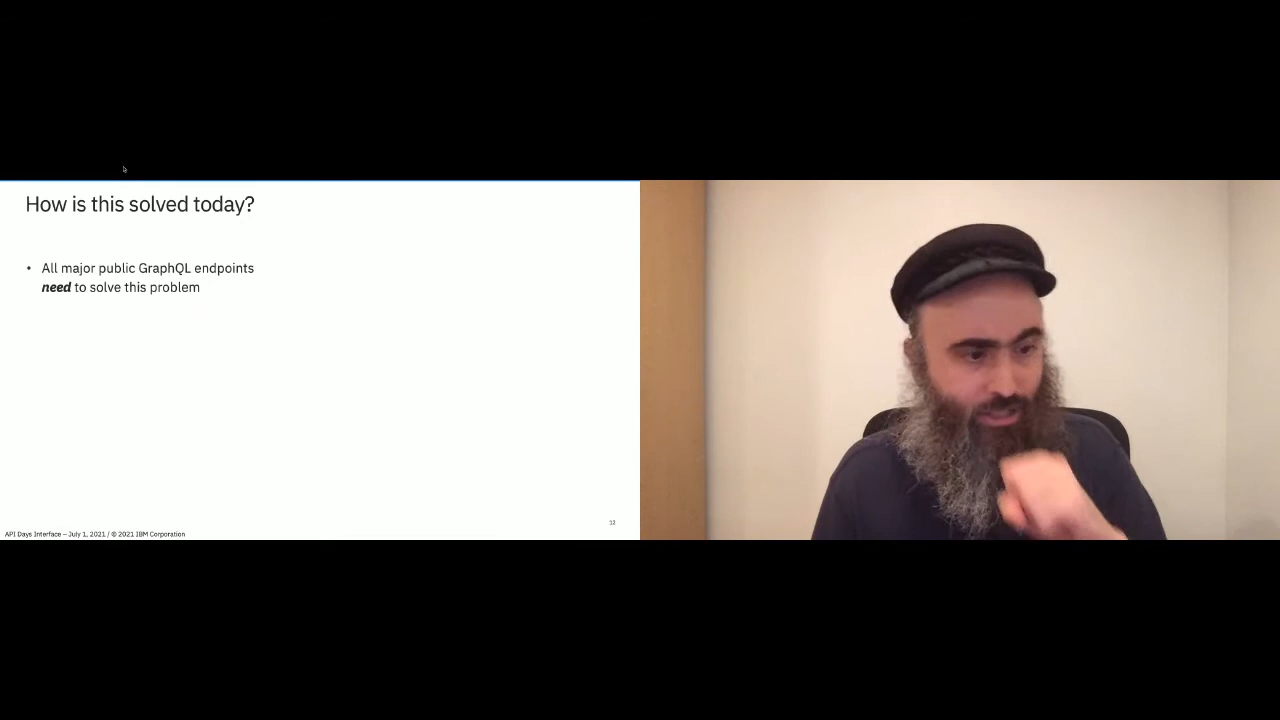 How is this solved today?
• All major public GraphQL endpoints
need to solve this problem
12
API Days Interface – July 1, 2021 / © 2021 IBM Corporation